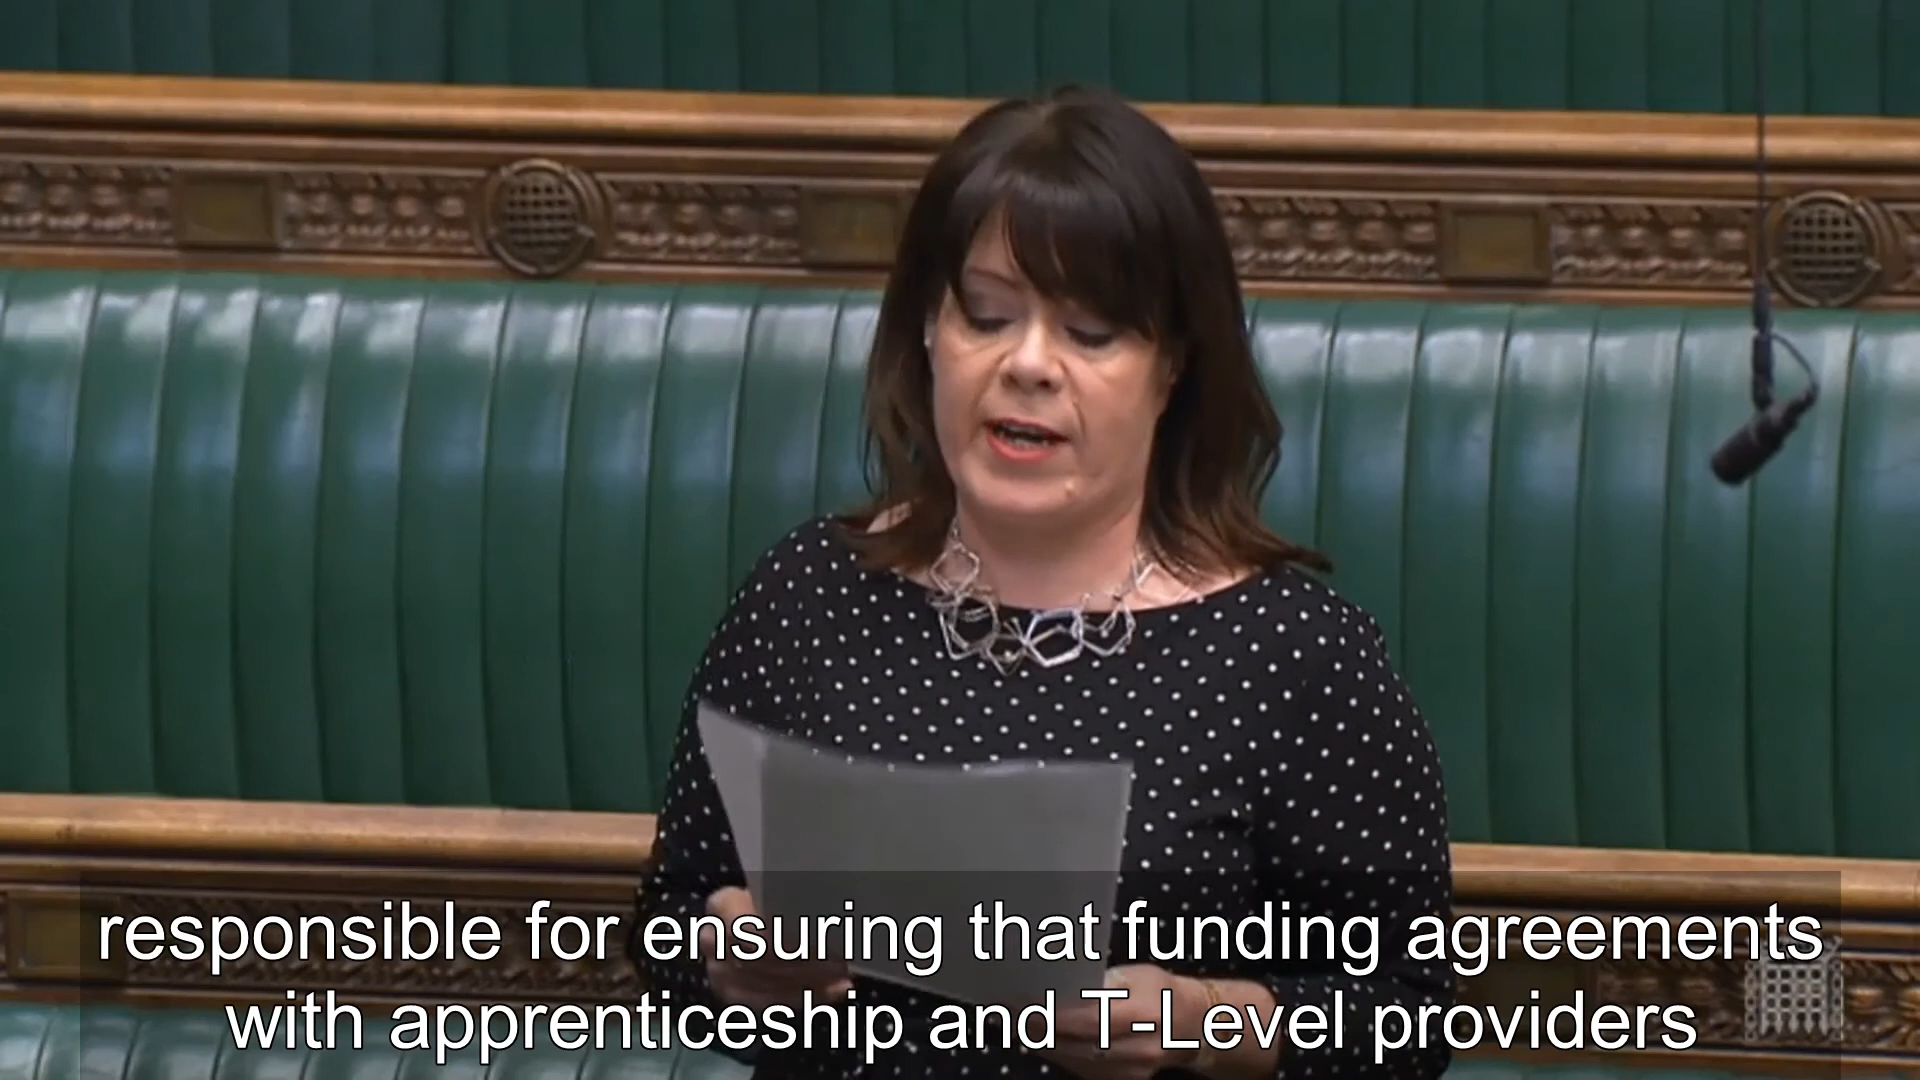 responsible for ensuring that funding agreements
with apprenticeship and T-Level providers